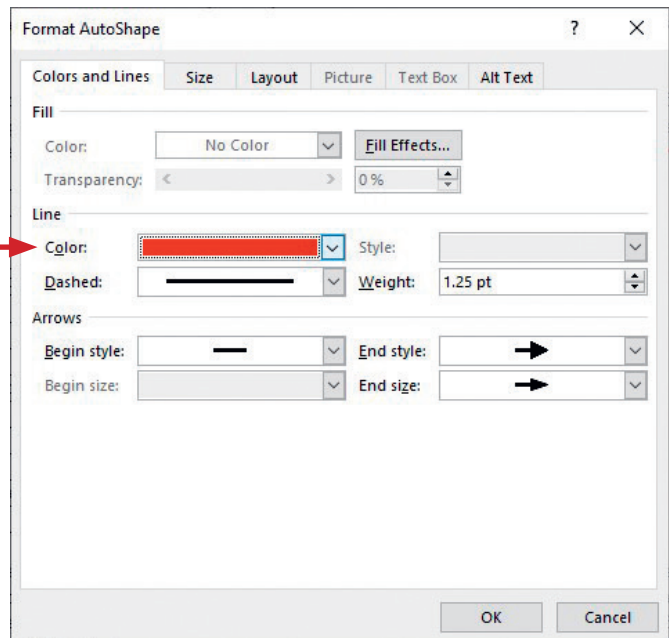 Format AutoShape ?
Colors and Lines Size Layout Picture Text Box Alt Text
Fill
Color: No Color Fill Effects...
Transparency: 0 %
Line
Color: Style:
Dashed: Weight: 1.25 pt
Arrows
Begin style: End style:
Begin size: End size:
OK Cancel